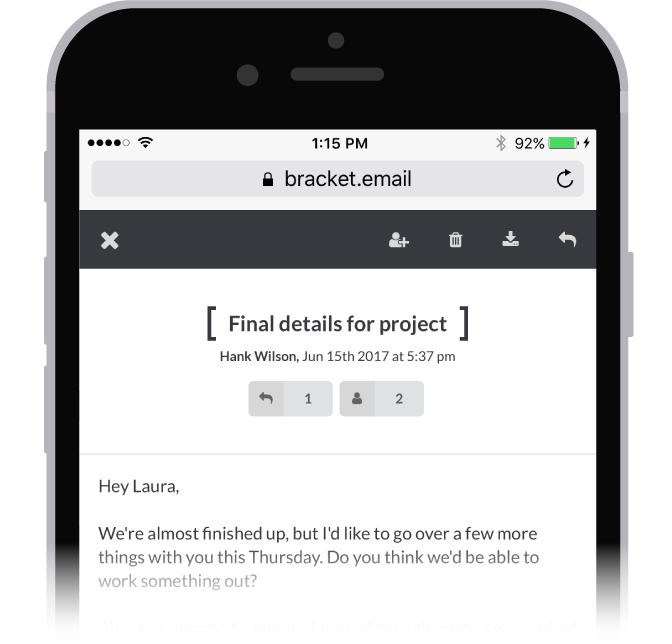 1:15 PM 92%
bracket.email
[ Final details for project ]
Hank Wilson, Jun 15th 2017 at 5:37 pm
1 2
Hey Laura,
We're almost finished up, but I'd like to go over a few more
things with you this Thursday. Do you think we'd be able to
work something out?